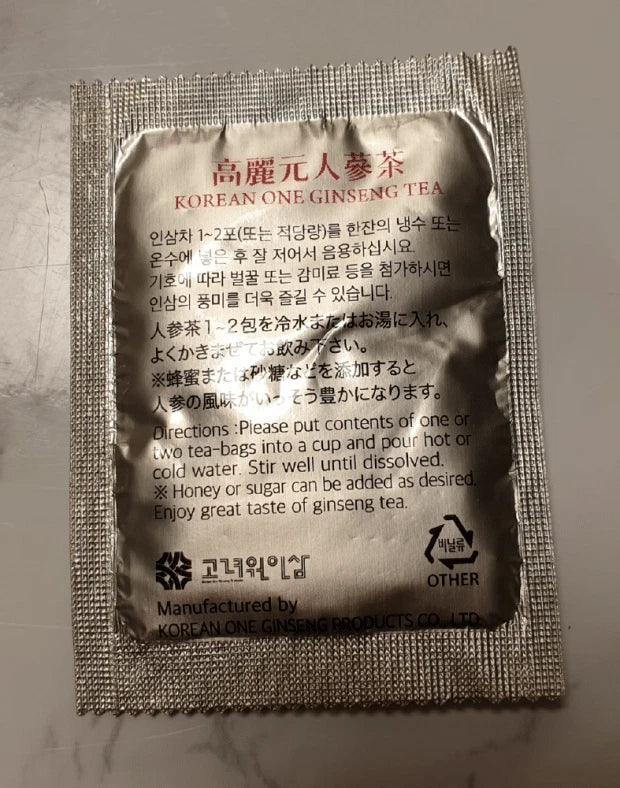 高麗元人蔘茶
KOREAN ONE GINSENG TEA
인삼차 1~2포(또는 적당량)를 한잔의 냉수 또는
온수에 넣은 후 잘 저어서 음용하십시요.
기호에 따라 벌꿀 또는 감미료 등을 첨가하시면
인삼의 풍미를 더욱 즐길 수 있습니다.
人参茶1~2包を冷水またはお湯に入れ、
よくかきまぜてお飲み下さい。
※蜂蜜または砂糖などを添加すると
人参の風味がいっそう豊かになります。
Directions :Please put contents of one or
two tea-bags into a cup and pour hot or
cold water. Stir well until dissolved.
※ Honey or sugar can be added as desired.
Enjoy great taste of ginseng tea.
고려원인삼
비닐류
OTHER
Manufactured by
KOREAN ONE GINSENG PRODUCTS CO., LTD.